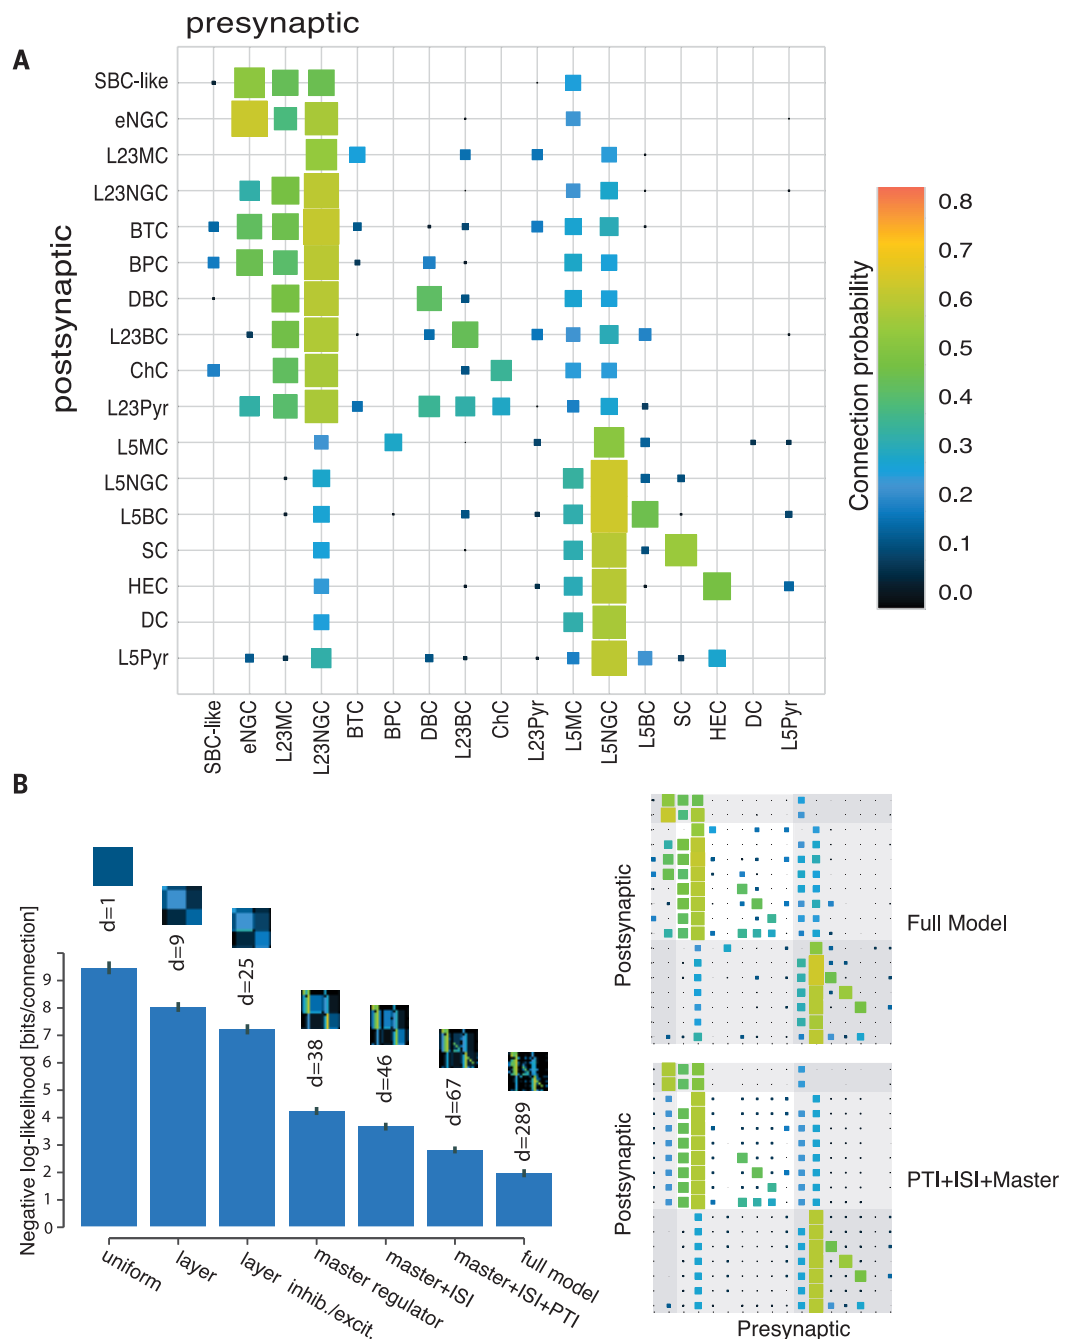 presynaptic
A
postsynaptic
SBC-like
eNGC
L23MC
L23NGC
BTC
BPC
DBC
L23BC
ChC
L23Pyr
L5MC
L5NGC
L5BC
SC
HEC
DC
L5Pyr
SBC-like
eNGC
L23MC
L23NGC
BTC
BPC
DBC
L23BC
ChC
L23Pyr
L5MC
L5NGC
L5BC
SC
HEC
DC
L5Pyr
Connection probability
0.8
0.7
0.6
0.5
0.4
0.3
0.2
0.1
0.0
B
Negative log-likelihood [bits/connection]
9
8
7
6
5
4
3
2
1
0
d=1
d=9
d=25
d=38
d=46
d=67
d=289
uniform
layer
layer inhib./excit.
master regulator
master+ISI
master+ISI+PTI
full model
Postsynaptic
Full Model
Postsynaptic
PTI+ISI+Master
Presynaptic